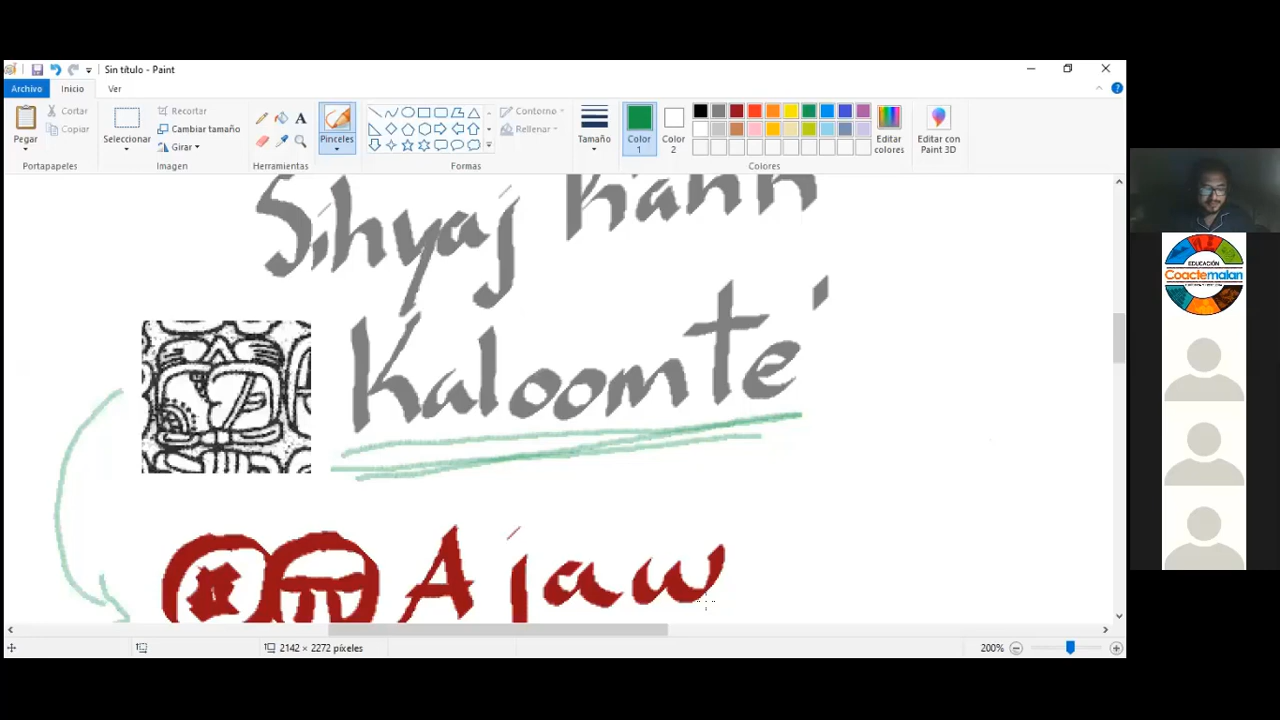 Sin título - Paint
Archivo Inicio Ver
Pegar
Cortar
Copiar
Portapapeles
Seleccionar
Recortar
Cambiar tamaño
Girar
Imagen
A
Herramientas
Pinceles
Contorno
Rellenar
Formas
Tamaño
Color 1
Color 2
Editar colores
Colores
Editar con Paint 3D
Sihyaj K'ahk'
Kaloomte'
Ajaw
EDUCACIÓN
Coactemalan
2142 × 2272 píxeles
200%